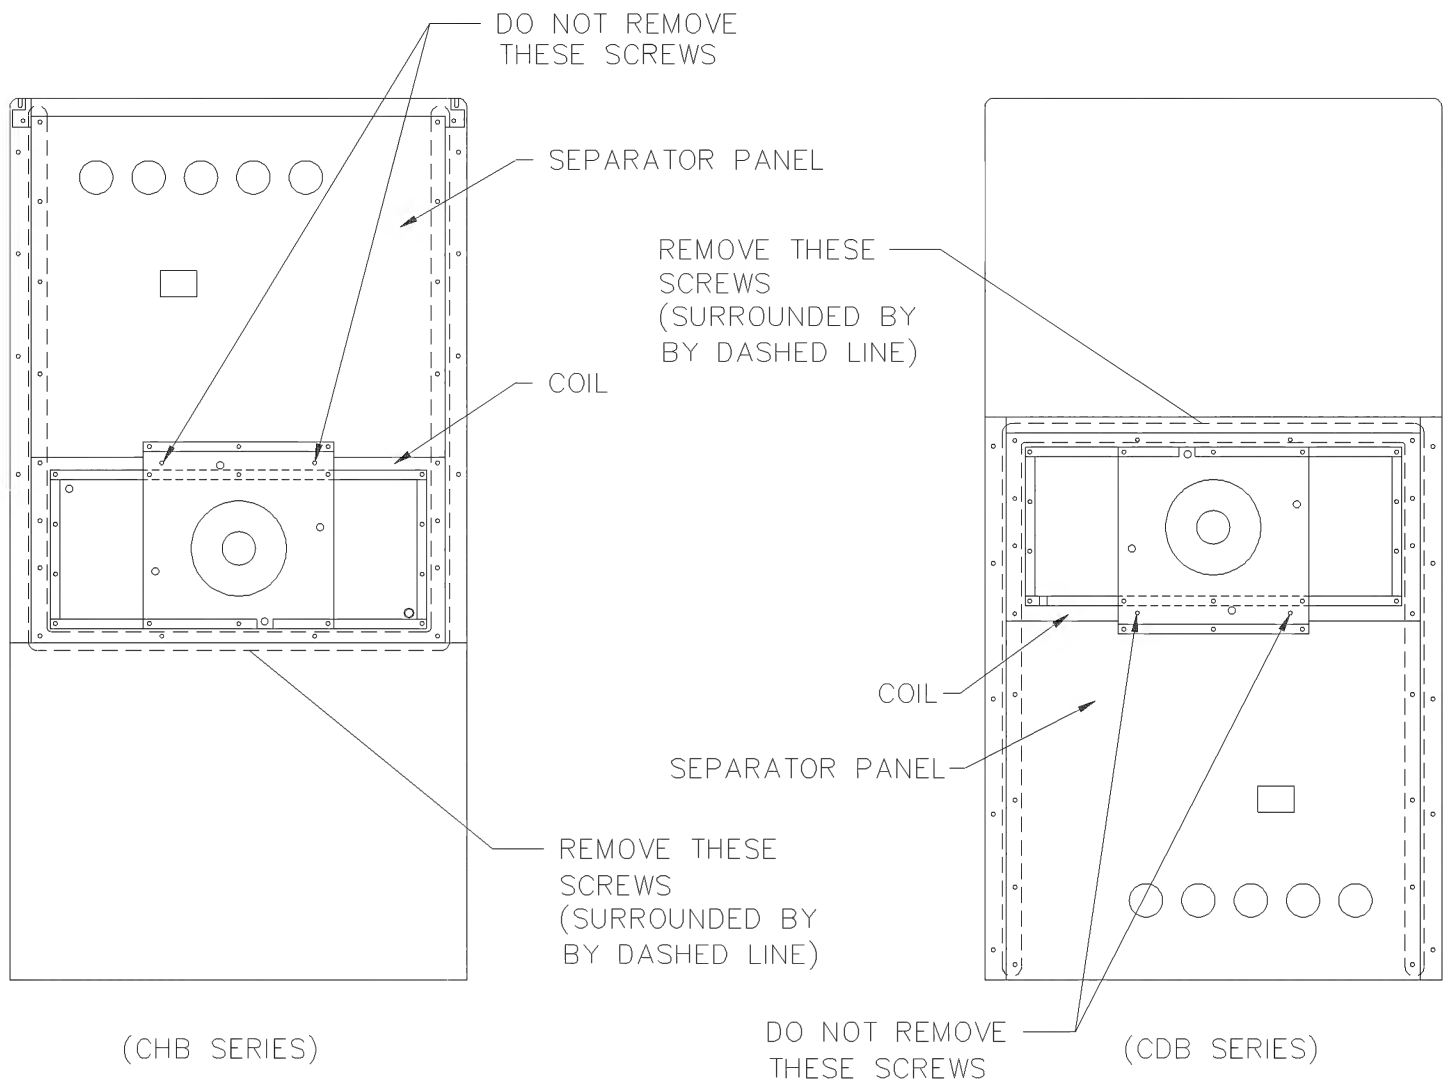 DO NOT REMOVE
THESE SCREWS
SEPARATOR PANEL
REMOVE THESE
SCREWS
(SURROUNDED BY
BY DASHED LINE)
COIL
COIL
SEPARATOR PANEL
REMOVE THESE
SCREWS
(SURROUNDED BY
BY DASHED LINE)
DO NOT REMOVE
THESE SCREWS
(CHB SERIES)
(CDB SERIES)